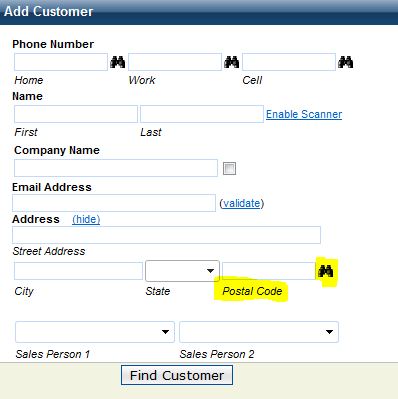 Add Customer
Phone Number
Home Work Cell
Name
Enable Scanner
First Last
Company Name
Email Address
(validate)
Address (hide)
Street Address
City State Postal Code
Sales Person 1 Sales Person 2
Find Customer